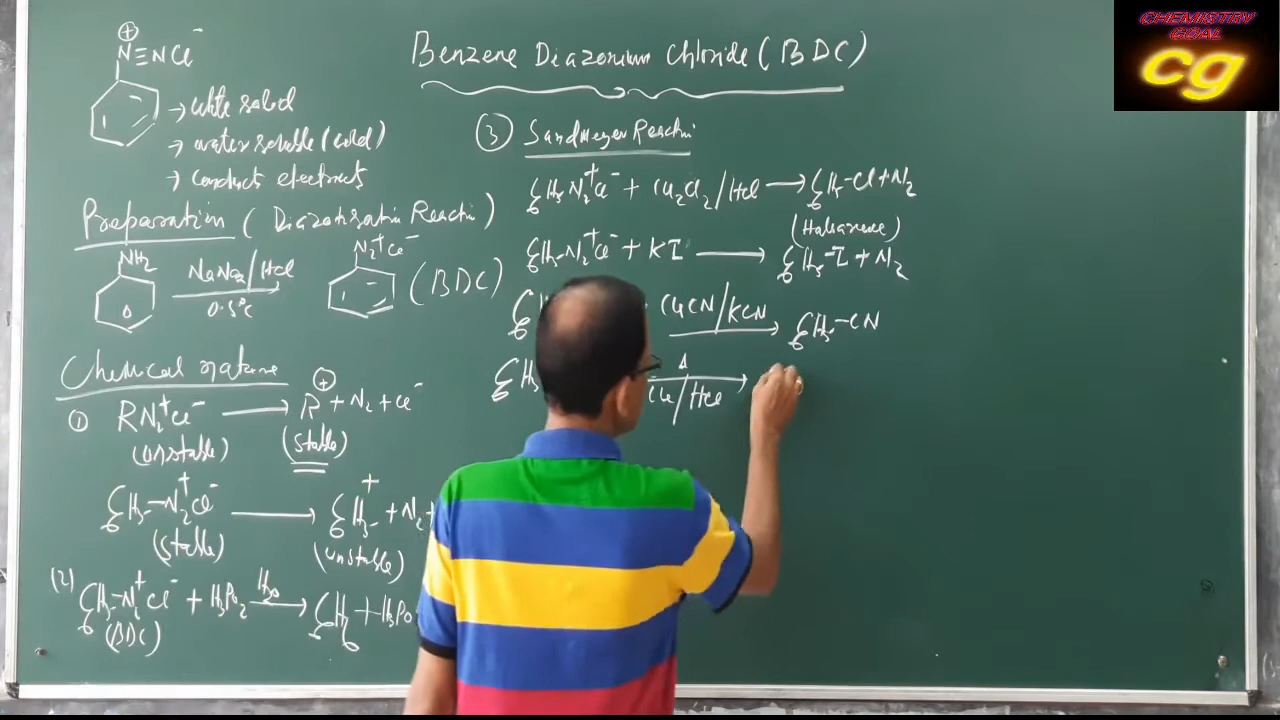 CHEMISTRY
GOAL
cg
Benzene Diazonium Chloride (BDC)
⊕
N≡NCl⁻
→ white solid
→ water soluble (cold)
→ conducts electricity
Preparation (Diazotisation Reaction)
NH₂
NaNO₂/HCl
0-5°C
N₂⁺Cl⁻
(BDC)
Chemical nature
① RN₂⁺Cl⁻ → R⊕ + N₂ + Cl⁻
(unstable) (stable)
C₆H₅-N₂⁺Cl⁻ → C₆H₅⁺ + N₂ +
(stable) (unstable)
(2) C₆H₅-N₂⁺Cl⁻ + H₃PO₂ H₂O → C₆H₆ + H₃PO
(BDC)
③ Sandmeyer Reaction
C₆H₅N₂⁺Cl⁻ + Cu₂Cl₂/HCl → C₆H₅-Cl + N₂
(Haloarene)
C₆H₅-N₂⁺Cl⁻ + KI → C₆H₅-I + N₂
CuCN/KCN → C₆H₅-CN
Δ
Cu/HCl →